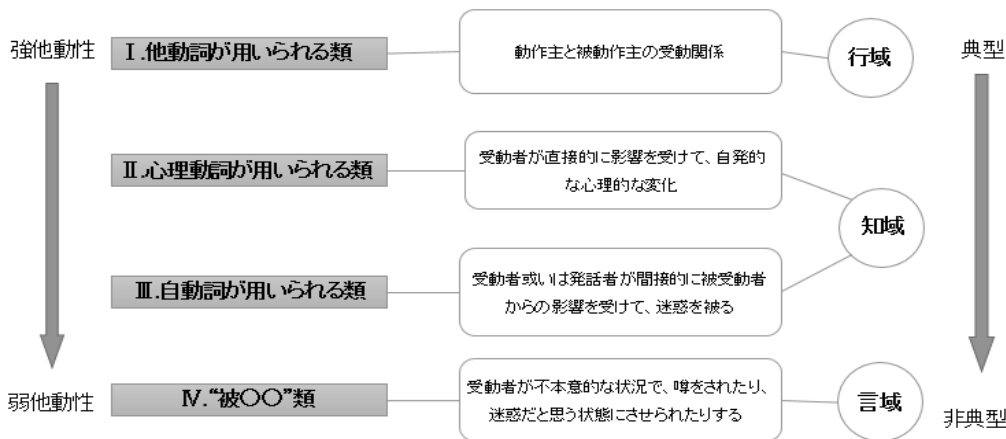 強他動性
Ⅰ.他動詞が用いられる類
動作主と被動作主の受動関係
行域
典型
Ⅱ.心理動詞が用いられる類
受動者が直接的に影響を受けて、自発的
な心理的な変化
知域
Ⅲ.自動詞が用いられる類
受動者或いは発話者が間接的に被受動者
からの影響を受けて、迷惑を被る
弱他動性
Ⅳ.“被〇〇”類
受動者が不本意的な状況で、噂をされたり、
迷惑だと思う状態にさせられたりする
言域
非典型